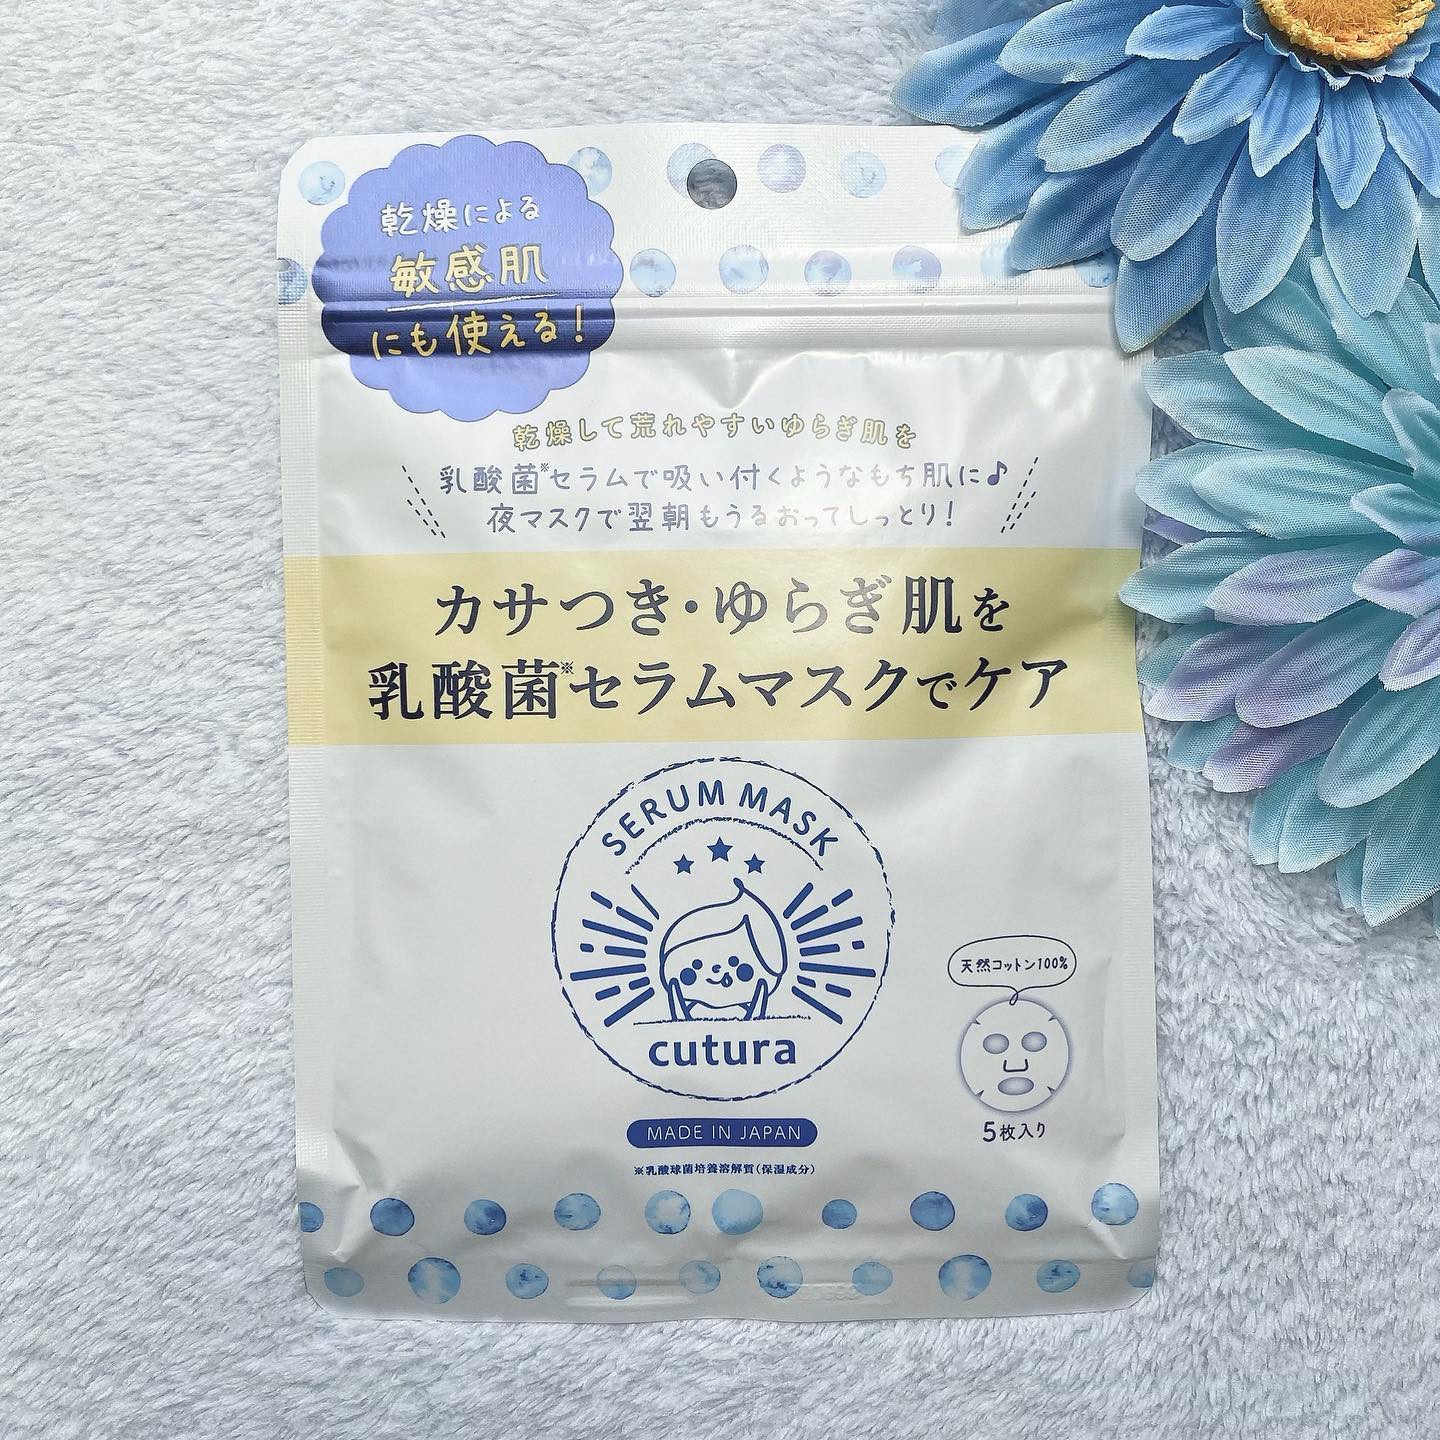 乾燥による
敏感肌
にも使える!
乾燥して荒れやすいゆらぎ肌を
乳酸菌※セラムで吸い付くようなもち肌に♪
夜マスクで翌朝もうるおってしっとり!
カサつき・ゆらぎ肌を
乳酸菌※セラムマスクでケア
SERUM MASK
cutura
天然コットン100%
5枚入り
MADE IN JAPAN
※乳酸球菌培養溶解質(保湿成分)